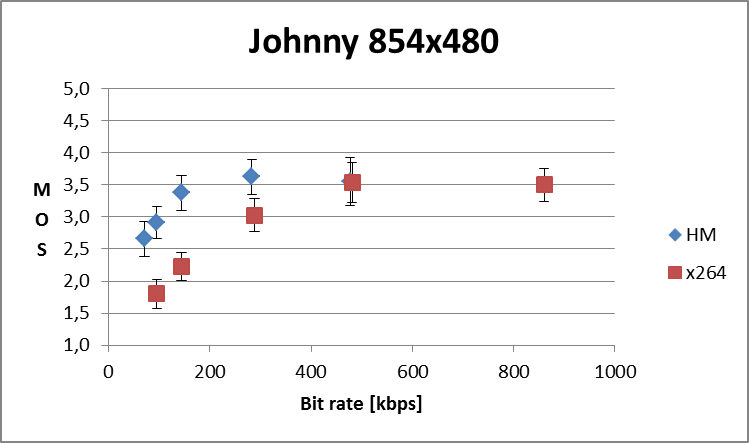 Johnny 854x480
5,0
4,5
4,0
3,5
3,0
2,5
2,0
1,5
1,0
M
O
S
0 200 400 600 800 1000
Bit rate [kbps]
HM
x264